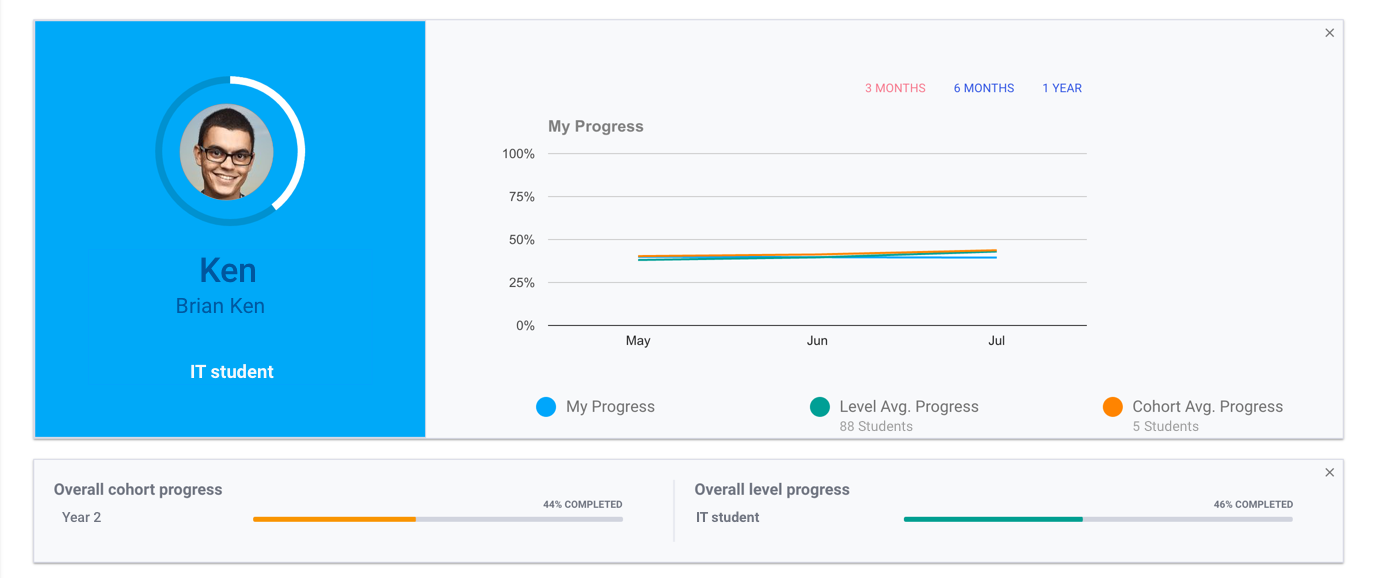 Ken
Brian Ken
IT student
3 MONTHS 6 MONTHS 1 YEAR
My Progress
100%
75%
50%
25%
0%
May Jun Jul
My Progress
Level Avg. Progress
88 Students
Cohort Avg. Progress
5 Students
Overall cohort progress
44% COMPLETED
Year 2
Overall level progress
46% COMPLETED
IT student